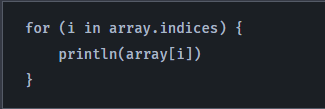 for (i in array.indices) {
    println(array[i])
}